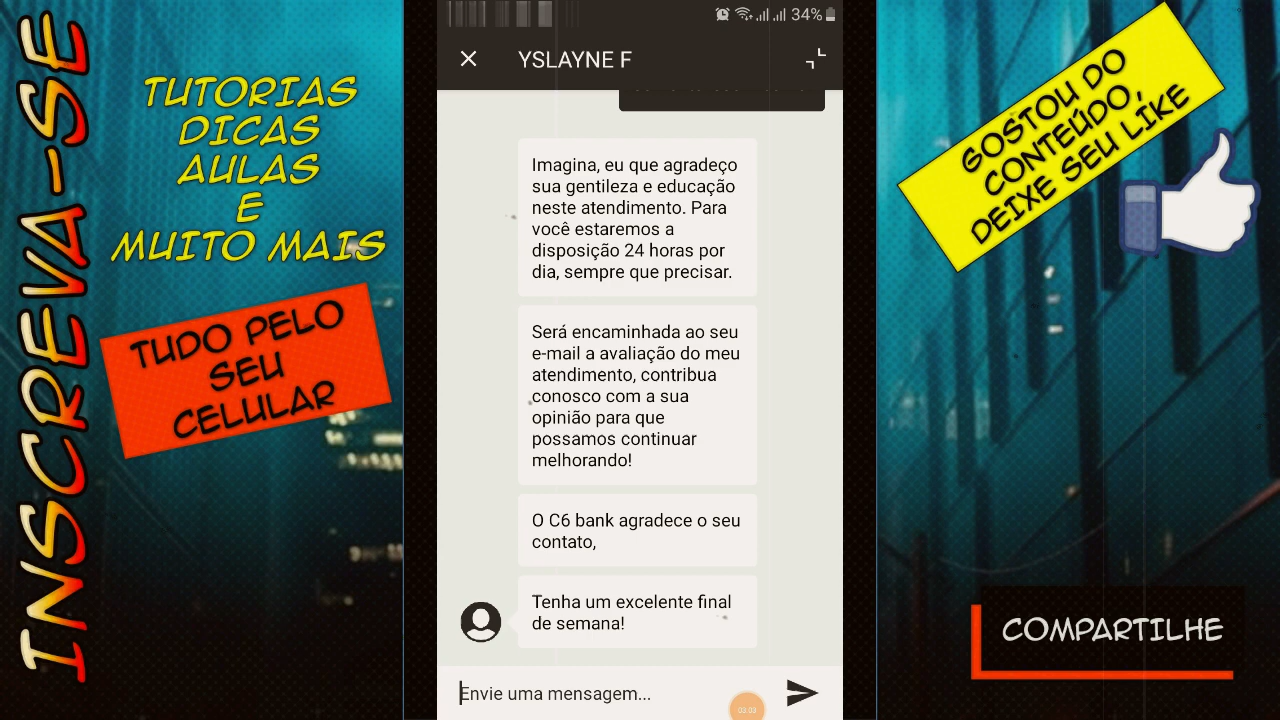 INSCREVA-SE
TUTORIAS
DICAS
AULAS
E
MUITO MAIS
TUDO PELO
SEU
CELULAR
34%
YSLAYNE F
Imagina, eu que agradeço
sua gentileza e educação
neste atendimento. Para
você estaremos a
disposição 24 horas por
dia, sempre que precisar.
Será encaminhada ao seu
e-mail a avaliação do meu
atendimento, contribua
conosco com a sua
opinião para que
possamos continuar
melhorando!
O C6 bank agradece o seu
contato,
Tenha um excelente final
de semana!
Envie uma mensagem...
03:33
GOSTOU DO
CONTEÚDO,
DEIXE SEU LIKE
COMPARTILHE